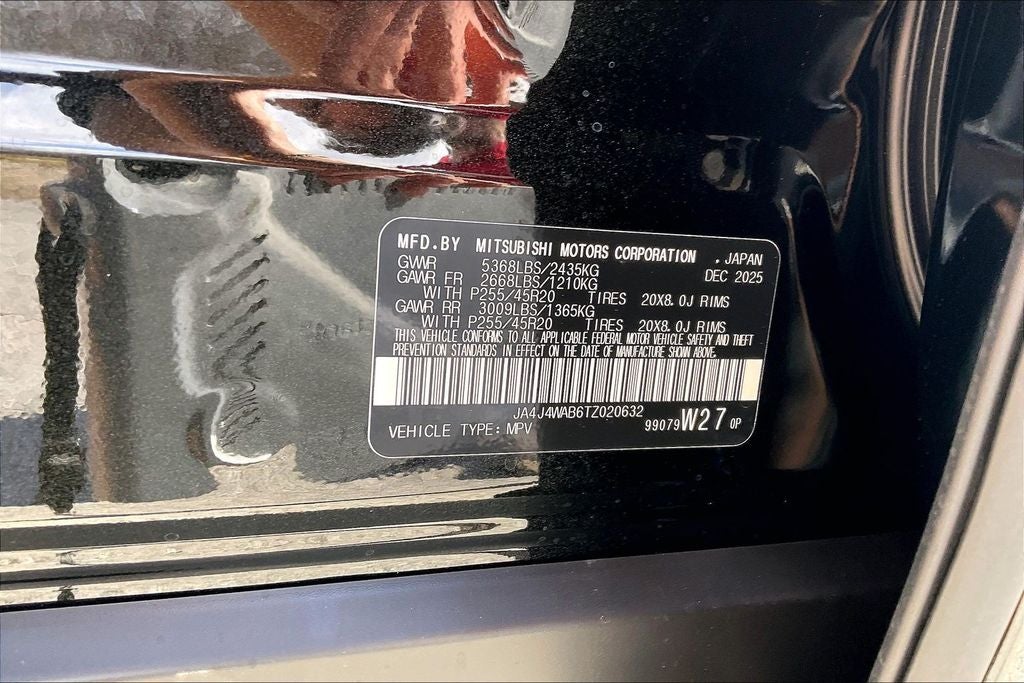 MFD.BY MITSUBISHI MOTORS CORPORATION , JAPAN
GVWR 5368LBS/2435KG DEC 2025
GAWR FR 2668LBS/1210KG
WITH P255/45R20 TIRES 20X8.0J RIMS
GAWR RR 3009LBS/1365KG
WITH P255/45R20 TIRES 20X8.0J RIMS
THIS VEHICLE CONFORMS TO ALL APPLICABLE FEDERAL MOTOR VEHICLE SAFETY AND THEFT
PREVENTION STANDARDS IN EFFECT ON THE DATE OF MANUFACTURE SHOWN ABOVE.
JA4J4WAB6TZ020632
VEHICLE TYPE: MPV 99079 W27 0P